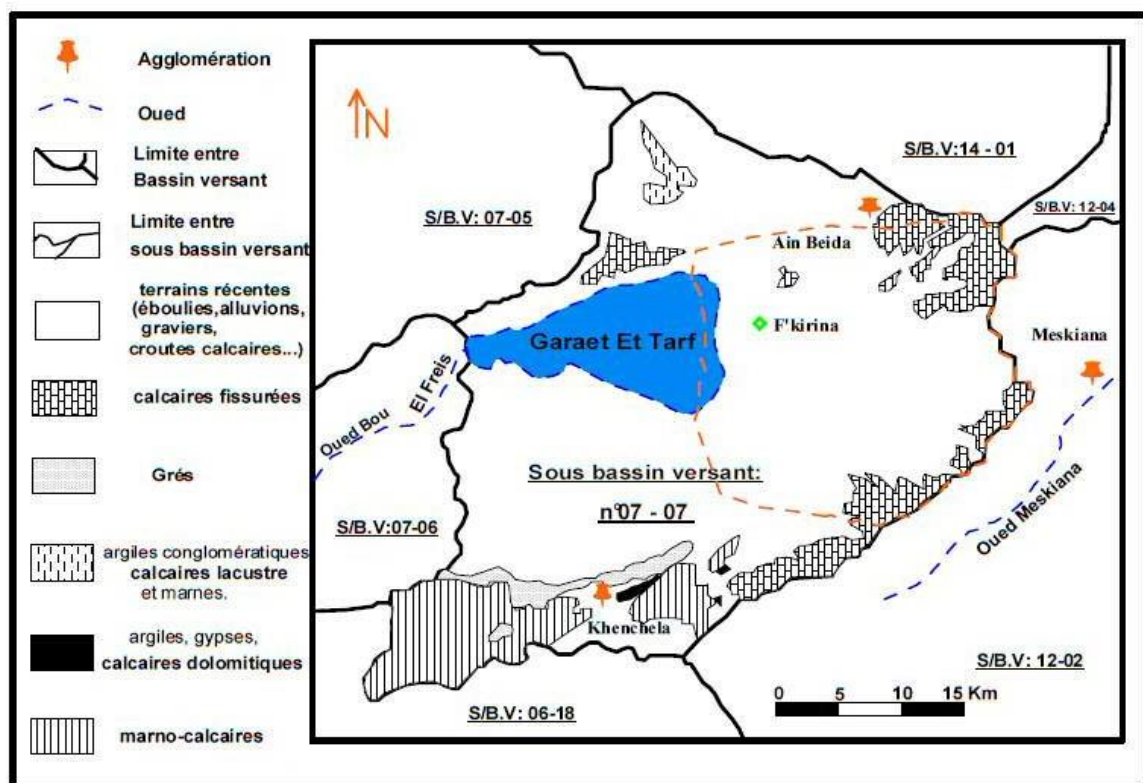 Agglomération
Oued
Limite entre
Bassin versant
Limite entre
sous bassin versant
terrains récentes
(éboulies,alluvions,
graviers,
croutes calcaires...)
calcaires fissurées
Grés
argiles conglomératiques
calcaires lacustre
et marnes.
argiles, gypses,
calcaires dolomitiques
marno-calcaires
N
S/B.V:14 - 01
S/B.V: 12-04
S/B.V: 07-05
Ain Beida
F'kirina
Garaet Et Tarf
Meskiana
Oued Bou
El Freis
Sous bassin versant:
n°07 - 07
S/B.V:07-06
Oued Meskiana
Khenchela
S/B.V: 12-02
S/B.V: 06-18
0 5 10 15 Km